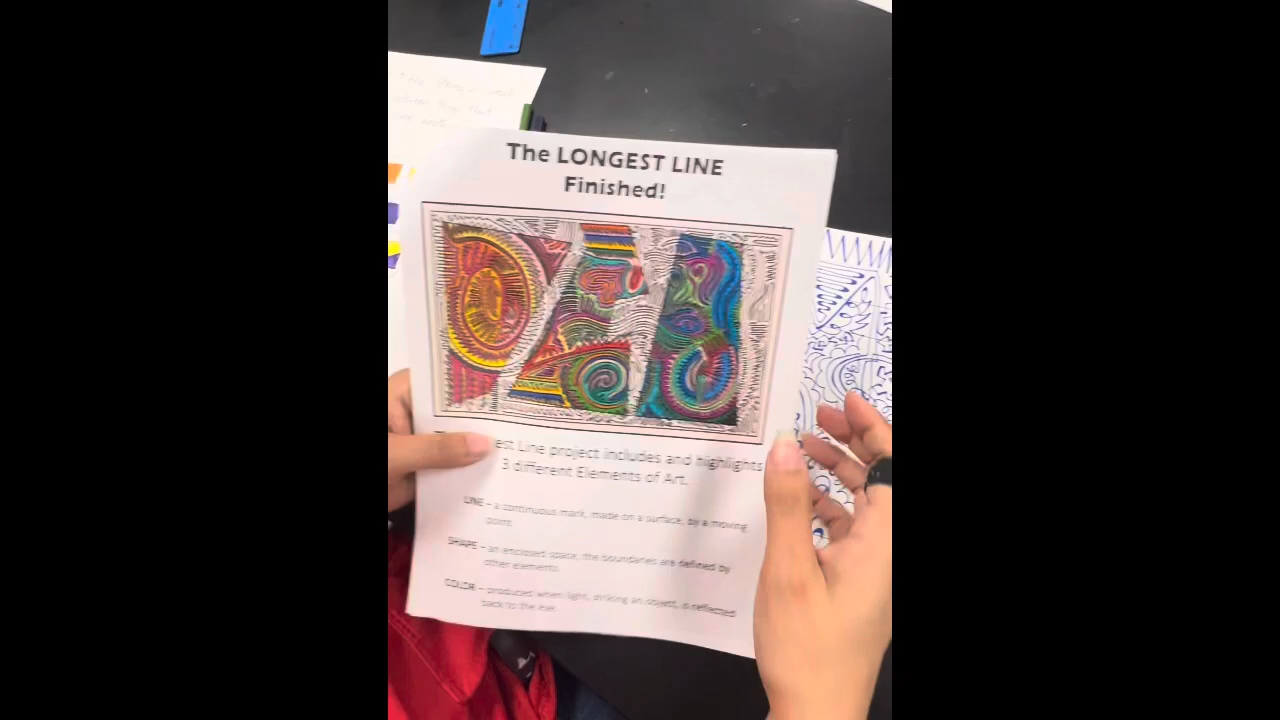 The LONGEST LINE
Finished!
est Line project includes and highlights
3 different Elements of Art.
LINE – a continuous mark, made on a surface, by a moving
point.
SHAPE – an enclosed space, the boundaries are defined by
other elements.
COLOR – produced when light, striking an object, is reflected
back to the eye.